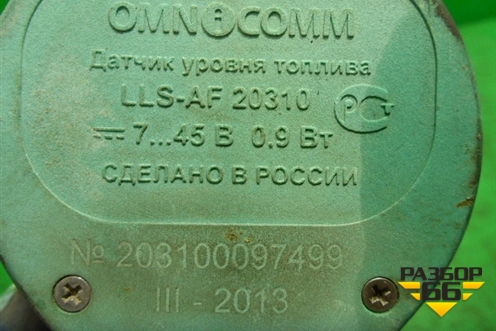 OMNICOMM
Датчик уровня топлива
LLS-AF 20310
7...45 В 0.9 Вт
СДЕЛАНО В РОССИИ
№ 203100097499
III - 2013
РАЗБОР
66